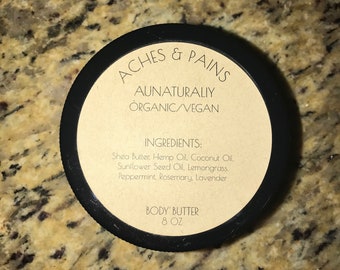 ACHES & PAINS
AUNATURALIY
ORGANIC/VEGAN
INGREDIENTS:
Shea Butter, Hemp Oil, Coconut Oil,
Sunflower Seed Oil, Lemongrass,
Peppermint, Rosemary, Lavender
BODY BUTTER
8 OZ